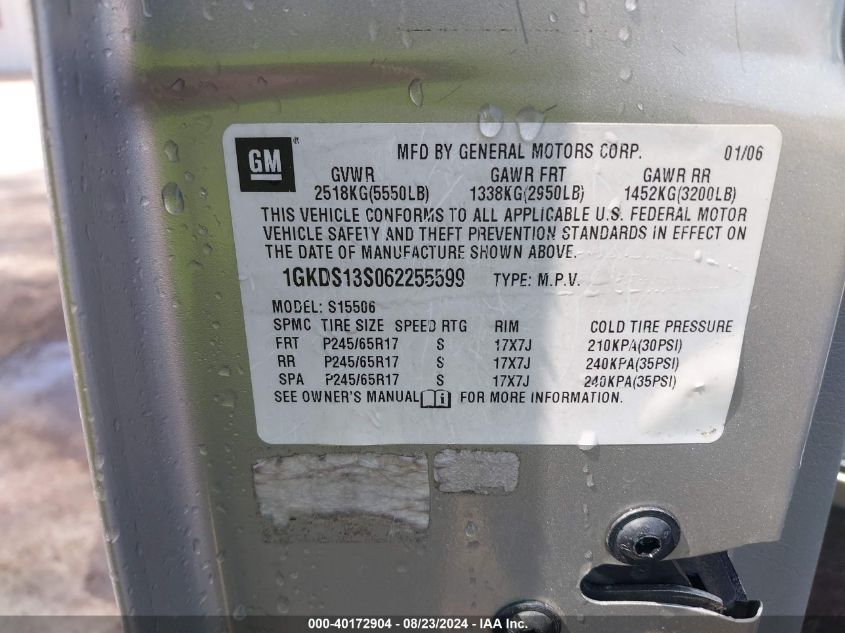 GM
MFD BY GENERAL MOTORS CORP. 01/06
GVWR GAWR FRT GAWR RR
2518KG(5550LB) 1338KG(2950LB) 1452KG(3200LB)
THIS VEHICLE CONFORMS TO ALL APPLICABLE U.S. FEDERAL MOTOR
VEHICLE SAFETY AND THEFT PREVENTION STANDARDS IN EFFECT ON
THE DATE OF MANUFACTURE SHOWN ABOVE.
1GKDS13S062255599 TYPE: M.P.V.
MODEL: S15506
SPMC TIRE SIZE SPEED RTG RIM COLD TIRE PRESSURE
FRT P245/65R17 S 17X7J 210KPA(30PSI)
RR P245/65R17 S 17X7J 240KPA(35PSI)
SPA P245/65R17 S 17X7J 240KPA(35PSI)
SEE OWNER'S MANUAL FOR MORE INFORMATION.
000-40172904 - 08/23/2024 - IAA Inc.